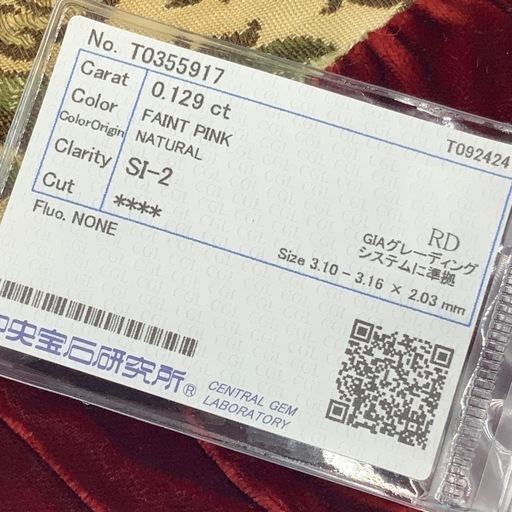 No. T0355917
Carat 0.129 ct
Color FAINT PINK
ColorOrigin NATURAL
Clarity SI-2
Cut ****
Fluo. NONE
T092424
RD
GIAグレーディング
システムに準拠
Size 3.10 - 3.16 × 2.03 mm
中央宝石研究所®
CENTRAL GEM
LABORATORY